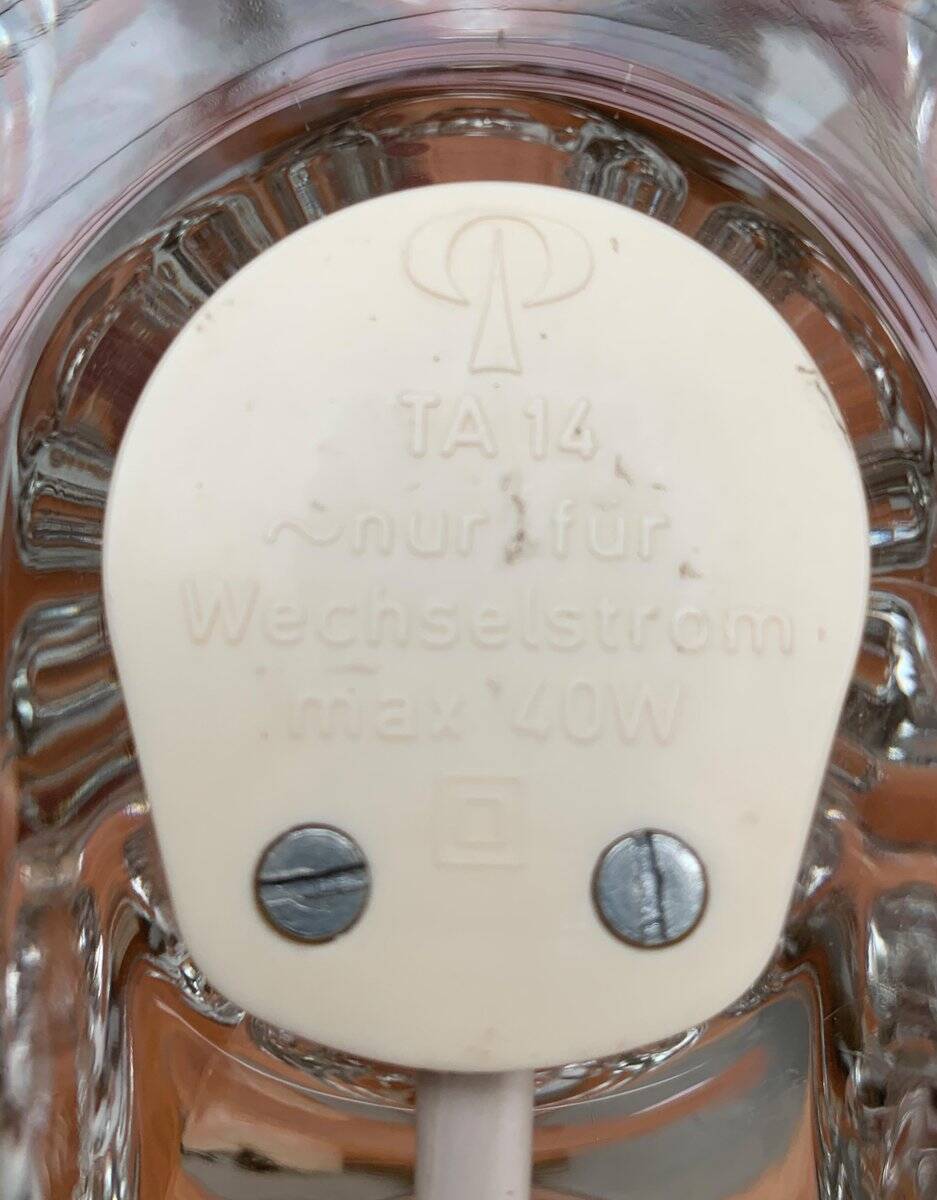 TA 14
~nur für
Wechselstrom
max 40W